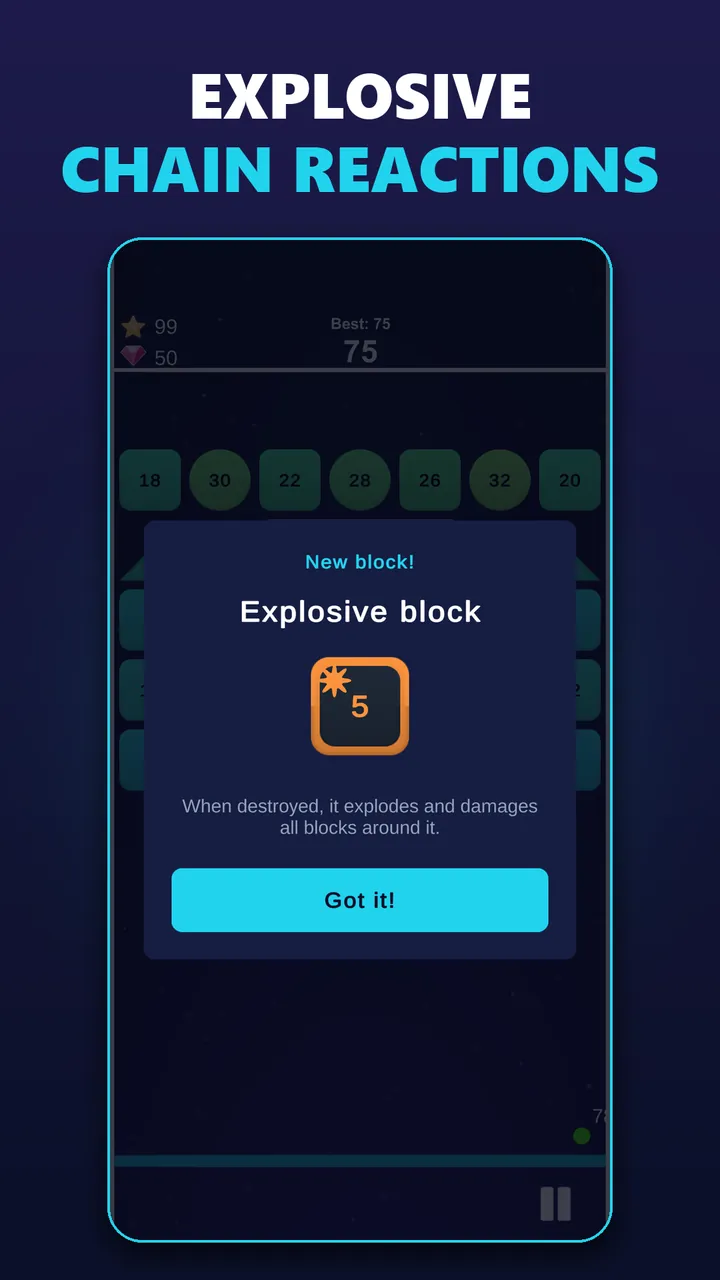 EXPLOSIVE
CHAIN REACTIONS
99
Best: 75
50
75
18 30 22 28 26 32 20
New block!
Explosive block
5
When destroyed, it explodes and damages
all blocks around it.
Got it!